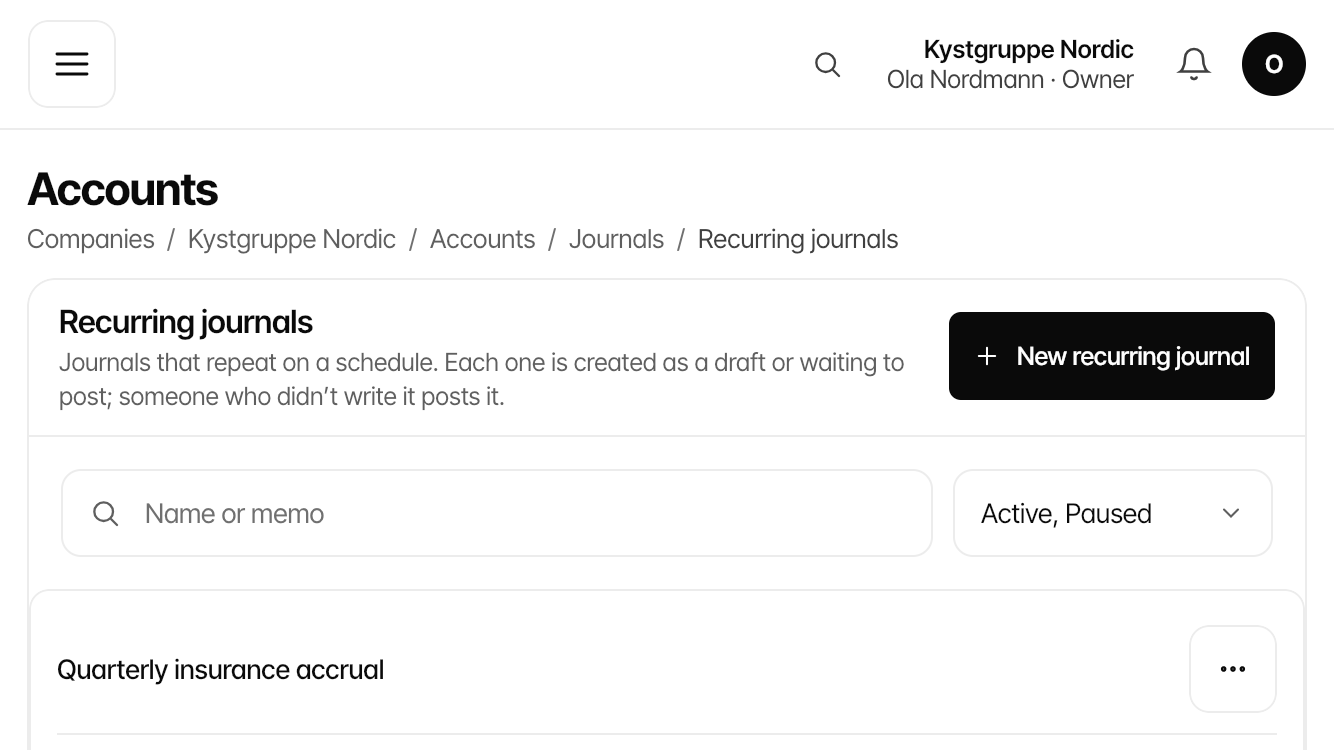 Kystgruppe Nordic
Ola Nordmann · Owner
O
Accounts
Companies / Kystgruppe Nordic / Accounts / Journals / Recurring journals
Recurring journals
Journals that repeat on a schedule. Each one is created as a draft or waiting to
post; someone who didn’t write it posts it.
New recurring journal
Name or memo
Active, Paused
Quarterly insurance accrual